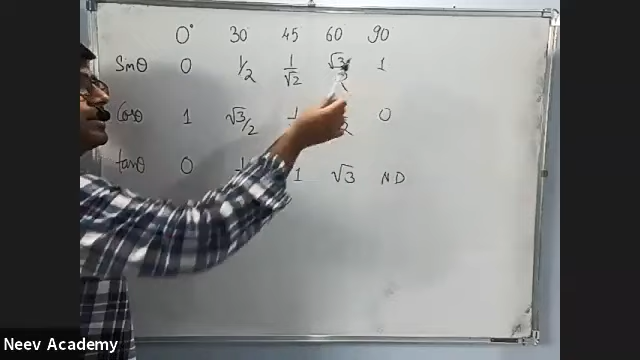 0° 30 45 60 90
Sinθ 0 1/2 1/√2 √3/2 1
Cosθ 1 √3/2 0
tanθ 0 1 √3 ND
Neev Academy